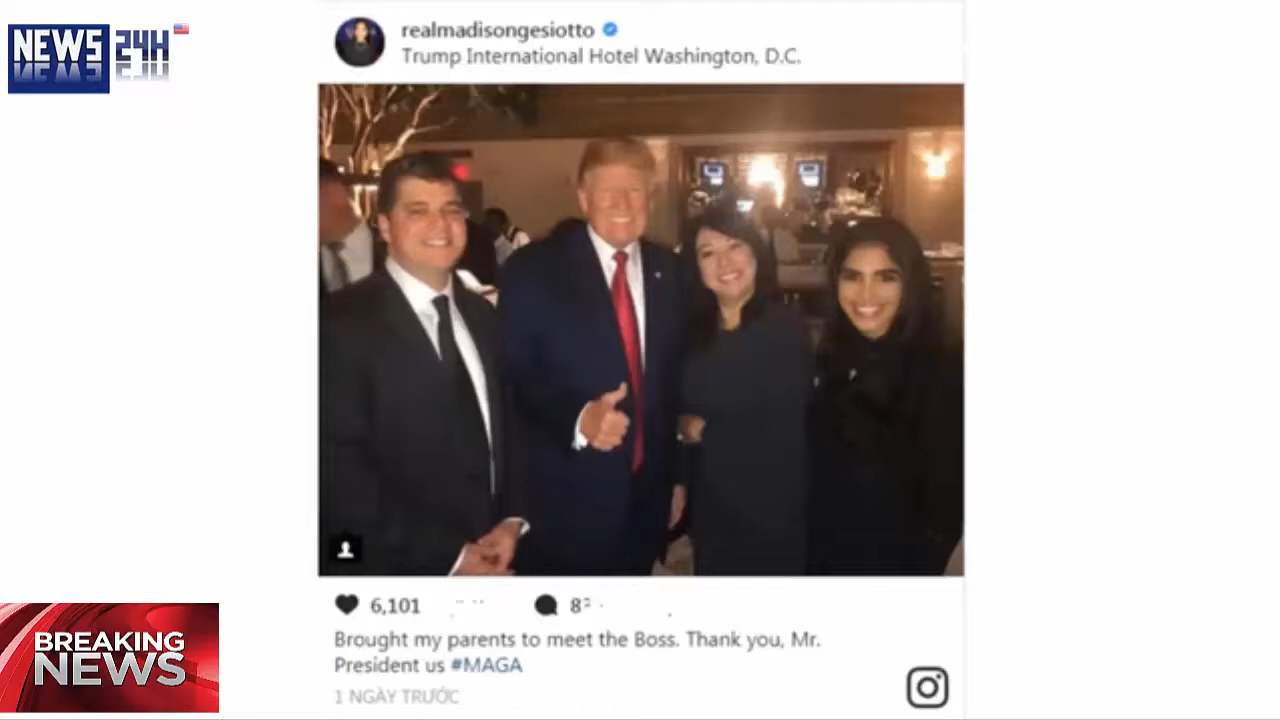 NEWS 24H
realmadisongesiotto
Trump International Hotel Washington, D.C.
6,101
Brought my parents to meet the Boss. Thank you, Mr.
President us #MAGA
1 NGÀY TRƯỚC
BREAKING
NEWS